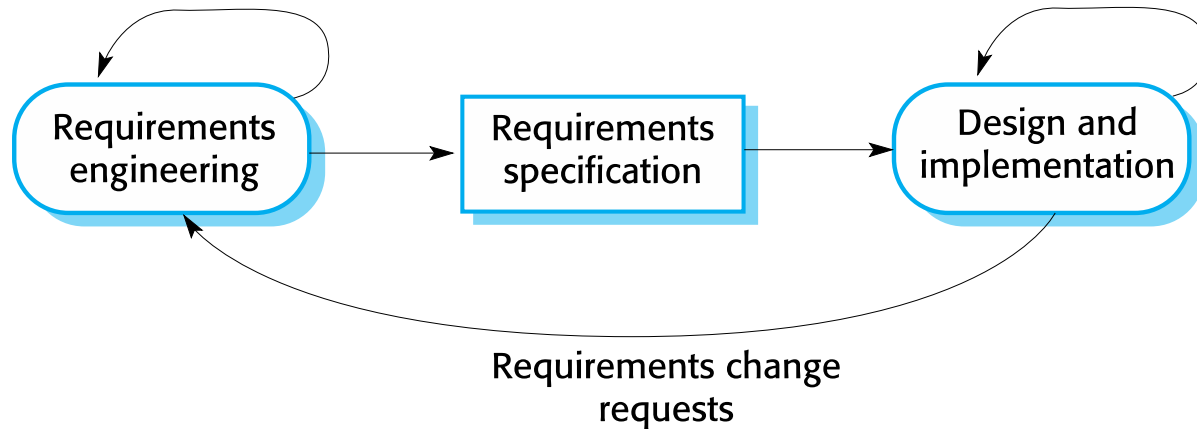 Requirements
engineering
Requirements
specification
Design and
implementation
Requirements change
requests